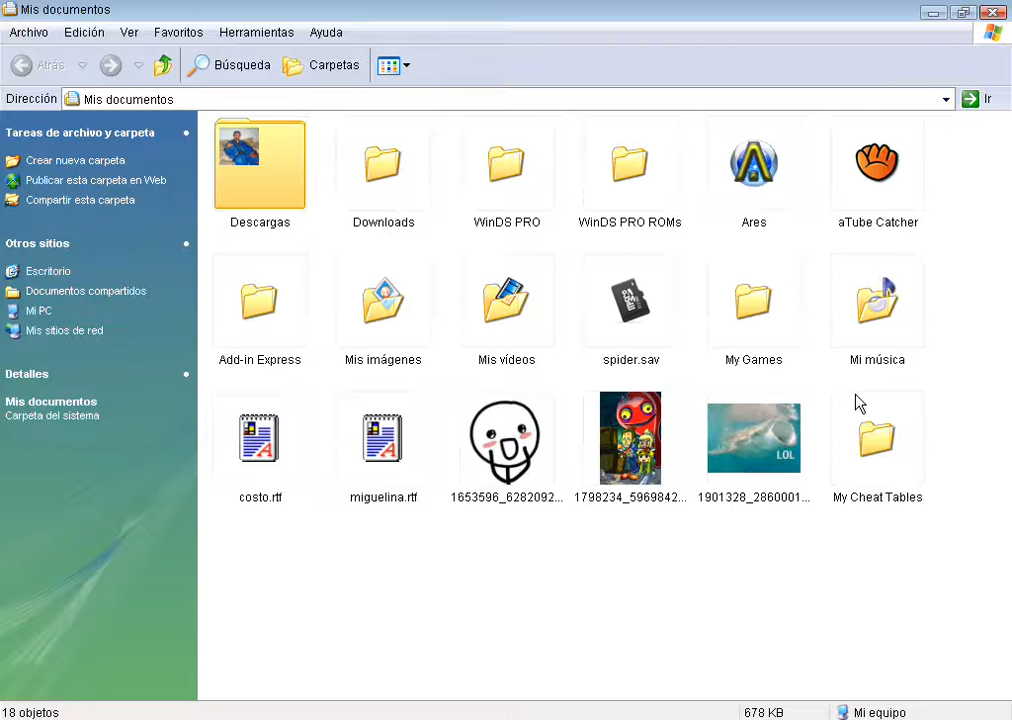 Mis documentos
Archivo Edición Ver Favoritos Herramientas Ayuda
Atrás Búsqueda Carpetas
Dirección Mis documentos Ir
Tareas de archivo y carpeta
Crear nueva carpeta
Publicar esta carpeta en Web
Compartir esta carpeta
Otros sitios
Escritorio
Documentos compartidos
Mi PC
Mis sitios de red
Detalles
Mis documentos
Carpeta del sistema
Descargas Downloads WinDS PRO WinDS PRO ROMs Ares aTube Catcher
Add-in Express Mis imágenes Mis vídeos spider.sav My Games Mi música
LOL
costo.rtf miguelina.rtf 1653596_6282092... 1798234_5969842... 1901328_2860001... My Cheat Tables
18 objetos 678 KB Mi equipo